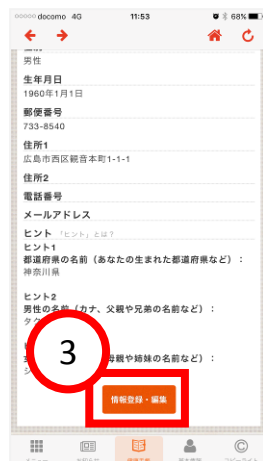 docomo 4G 11:53 68%
男性
生年月日
1960年1月1日
郵便番号
733-8540
住所1
広島市西区観音本町1-1-1
住所2
電話番号
メールアドレス
ヒント 「ヒント」とは？
ヒント1
都道府県の名前（あなたの生まれた都道府県など）：
神奈川県
ヒント2
男性の名前（カナ、父親や兄弟の名前など）：
タ
母親や姉妹の名前など）：
3
情報登録・編集